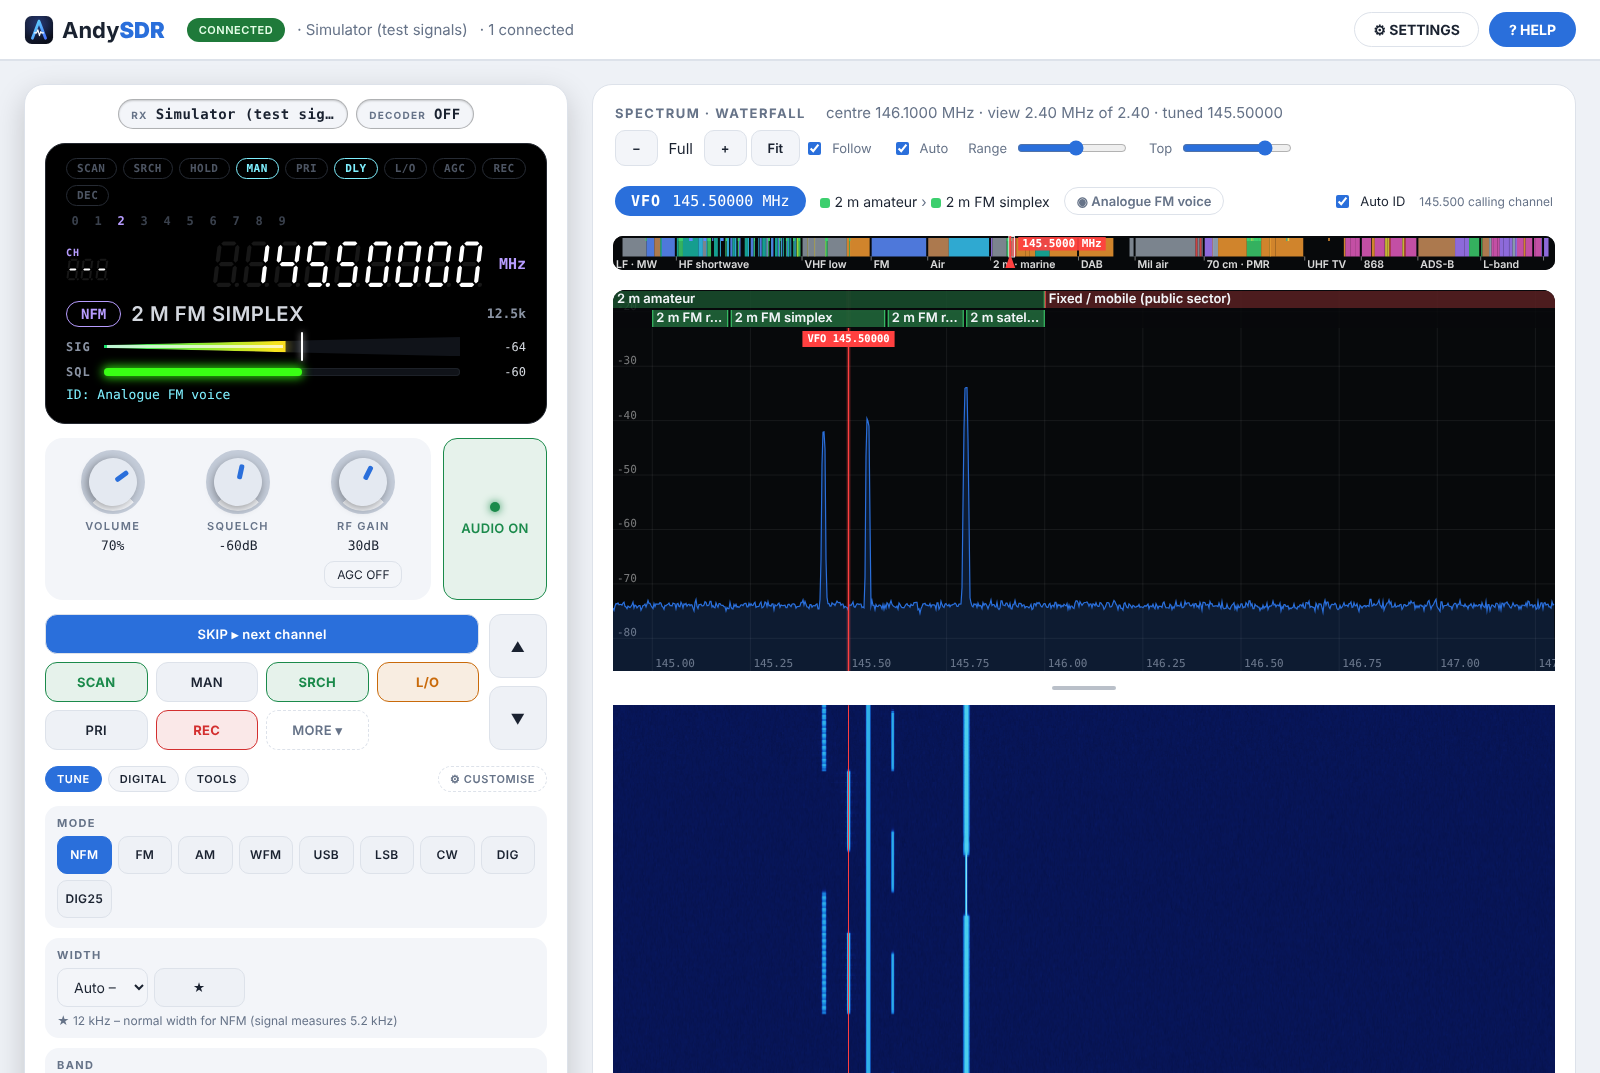 AndySDR
CONNECTED · Simulator (test signals) · 1 connected
⚙ SETTINGS
? HELP
RX Simulator (test sig…
DECODER OFF
SCAN SRCH HOLD MAN PRI DLY L/O AGC REC
DEC
0 1 2 3 4 5 6 7 8 9
CH
---
145.50000 MHz
NFM 2 M FM SIMPLEX 12.5k
SIG -64
SQL -60
ID: Analogue FM voice
VOLUME SQUELCH RF GAIN
70% -60dB 30dB
AGC OFF
AUDIO ON
SKIP ▸ next channel
▲
SCAN MAN SRCH L/O
▼
PRI REC MORE ▾
TUNE DIGITAL TOOLS ⚙ CUSTOMISE
MODE
NFM FM AM WFM USB LSB CW DIG
DIG25
WIDTH
Auto – ★
★ 12 kHz – normal width for NFM (signal measures 5.2 kHz)
BAND
SPECTRUM · WATERFALL centre 146.1000 MHz · view 2.40 MHz of 2.40 · tuned 145.50000
− Full + Fit Follow Auto Range Top
VFO 145.50000 MHz 2 m amateur › 2 m FM simplex ◉ Analogue FM voice Auto ID 145.500 calling channel
145.50000 MHz
LF · MW HF shortwave VHF low FM Air 2 m · marine DAB Mil air 70 cm · PMR UHF TV 868 ADS-B L-band
2 m amateur Fixed / mobile (public sector)
2 m FM r… 2 m FM simplex 2 m FM r… 2 m satel…
VFO 145.50000
-30
-40
-50
-60
-70
-80
145.00 145.25 145.50 145.75 146.00 146.25 146.50 146.75 147.00 147